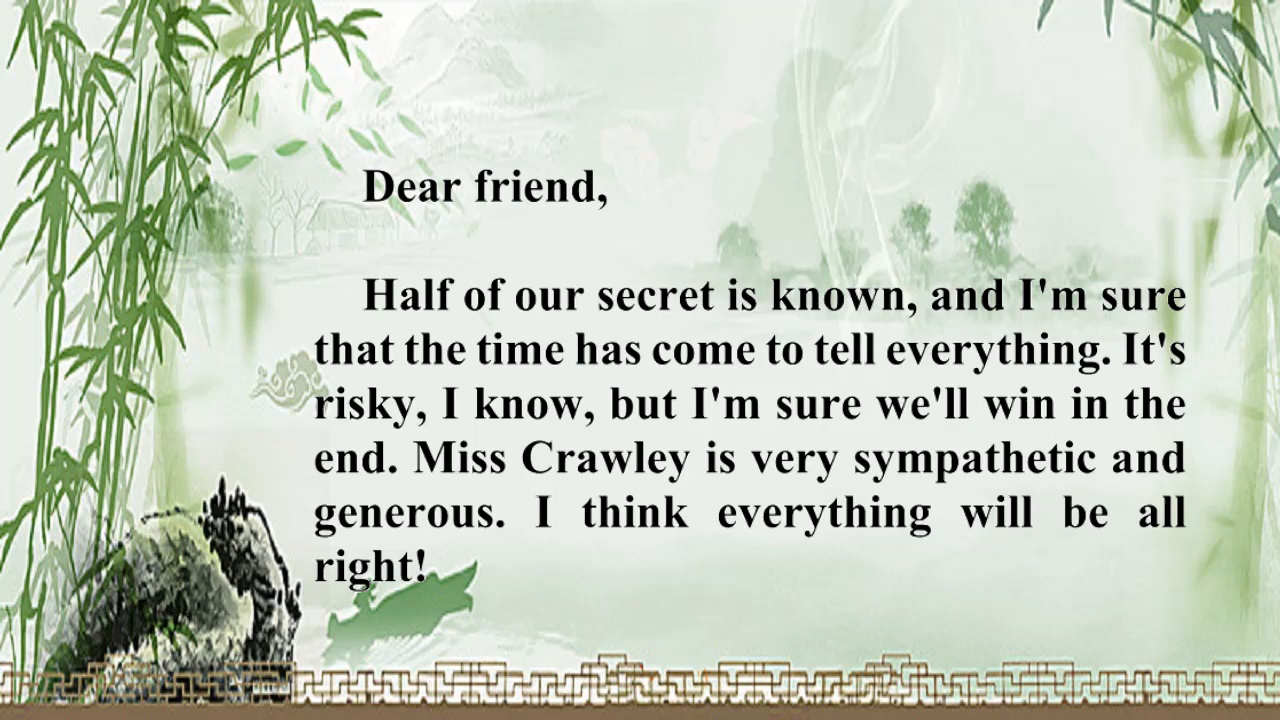 Dear friend,
Half of our secret is known, and I'm sure
that the time has come to tell everything. It's
risky, I know, but I'm sure we'll win in the
end. Miss Crawley is very sympathetic and
generous. I think everything will be all
right!